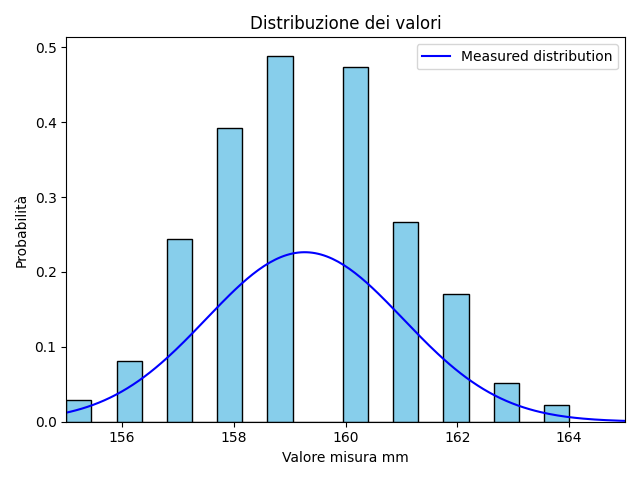 Distribuzione dei valori
Measured distribution
0.5
0.4
0.3
0.2
0.1
0.0
Probabilità
156 158 160 162 164
Valore misura mm